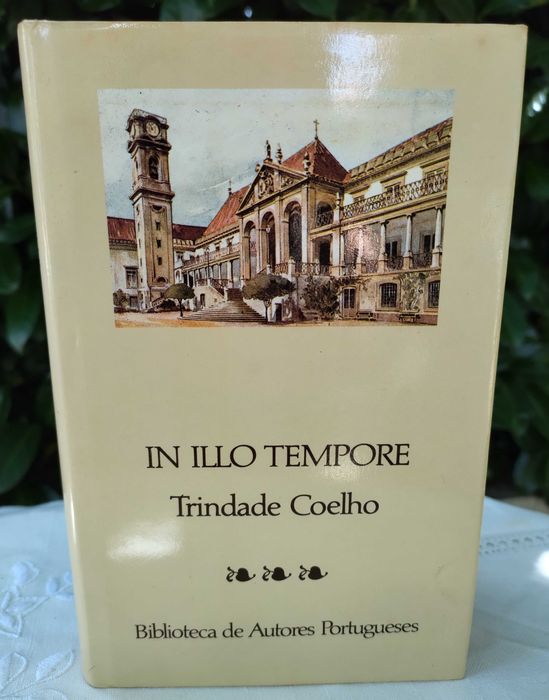 IN ILLO TEMPORE
Trindade Coelho
Biblioteca de Autores Portugueses